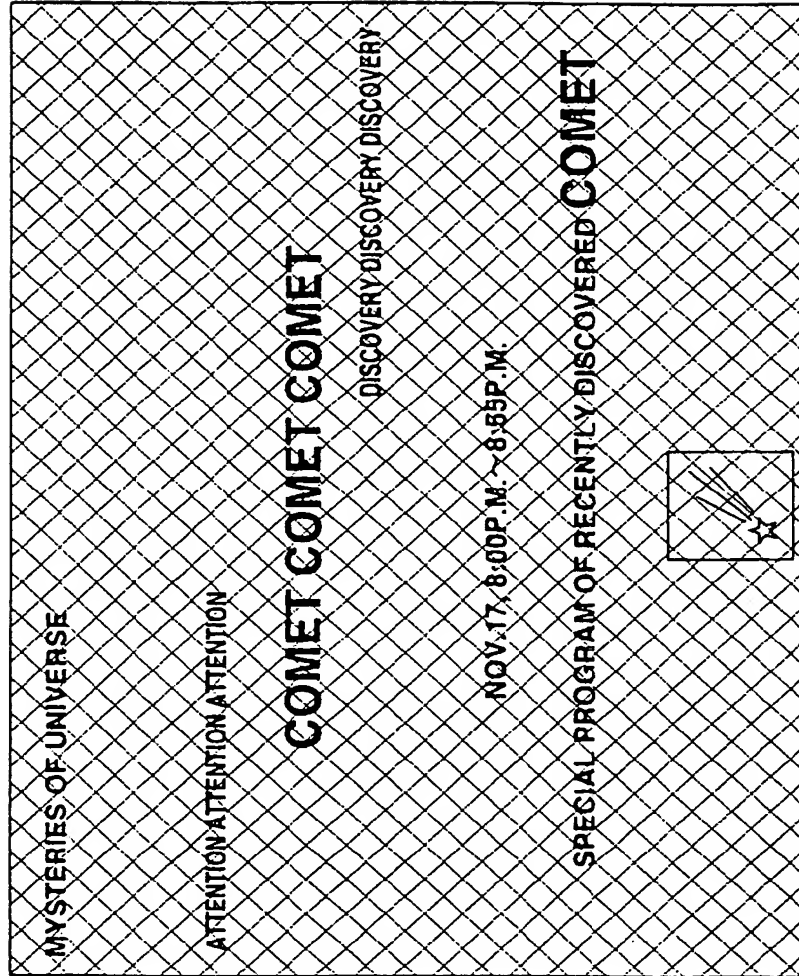 MYSTERIES OF UNIVERSE
ATTENTION ATTENTION ATTENTION
COMET COMET COMET
DISCOVERY DISCOVERY DISCOVERY
NOV.17, 8:00P.M.~8:55P.M.
SPECIAL PROGRAM OF RECENTLY DISCOVERED COMET